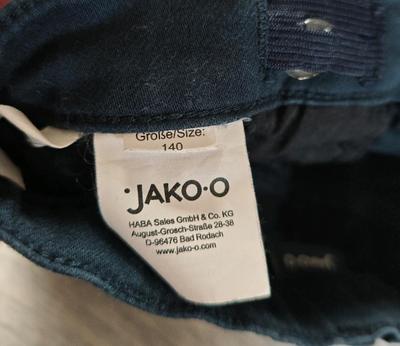 Größe/Size:
140
JAKO-O
HABA Sales GmbH & Co. KG
August-Grosch-Straße 28-38
D-96476 Bad Rodach
www.jako-o.com